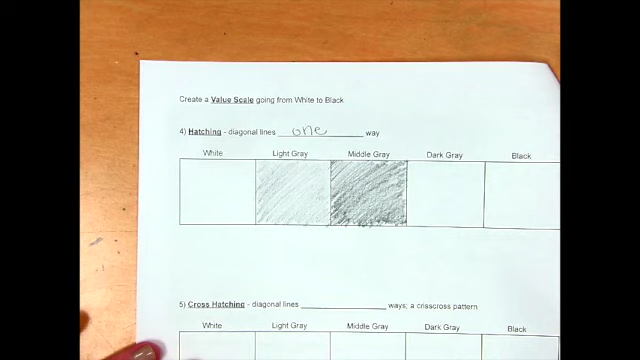 Create a Value Scale going from White to Black
4) Hatching - diagonal lines one way
White Light Gray Middle Gray Dark Gray Black
5) Cross Hatching - diagonal lines ____________ ways; a crisscross pattern
White Light Gray Middle Gray Dark Gray Black